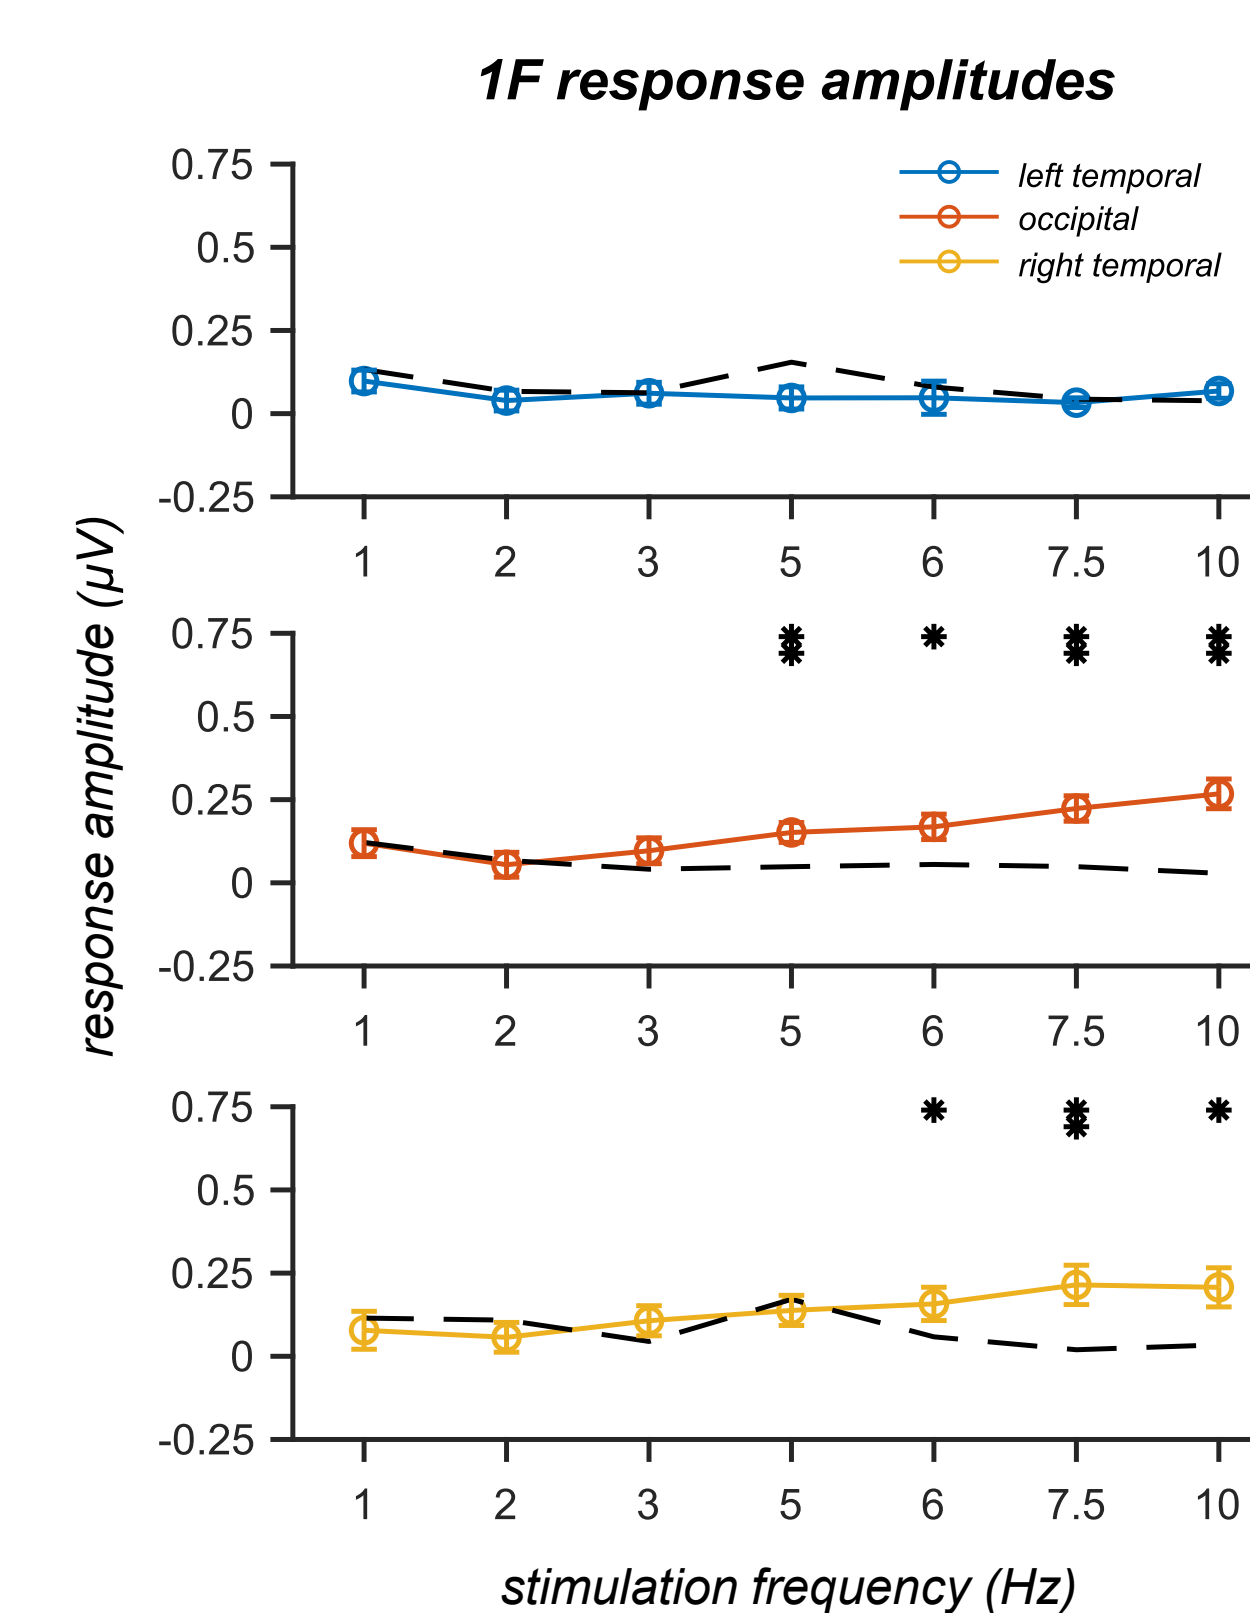 1F response amplitudes
0.75
0.5
0.25
0
-0.25
left temporal
occipital
right temporal
1 2 3 5 6 7.5 10
response amplitude (µV)
0.75
0.5
0.25
0
-0.25
1 2 3 5 6 7.5 10
0.75
0.5
0.25
0
-0.25
1 2 3 5 6 7.5 10
stimulation frequency (Hz)